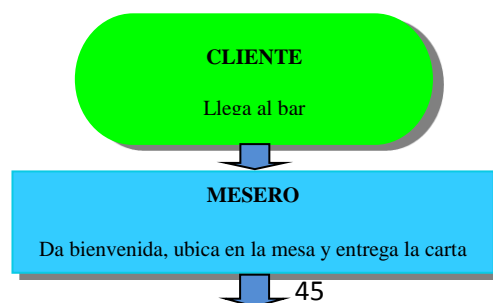 CLIENTE
Llega al bar
MESERO
Da bienvenida, ubica en la mesa y entrega la carta
45